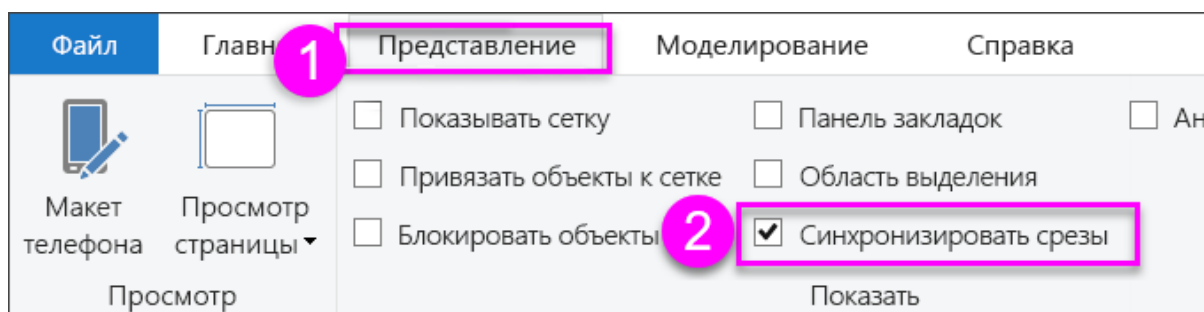 Файл Главн 1 Представление Моделирование Справка
Показывать сетку Панель закладок Ан
Привязать объекты к сетке Область выделения
Макет телефона Просмотр страницы
Блокировать объекты 2 Синхронизировать срезы
Просмотр Показать